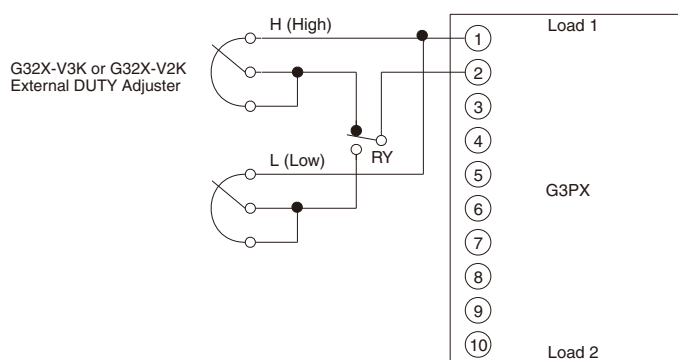 H (High)
Load 1
G32X-V3K or G32X-V2K
External DUTY Adjuster
1
2
3
4
RY
L (Low)
5
G3PX
6
7
8
9
10
Load 2